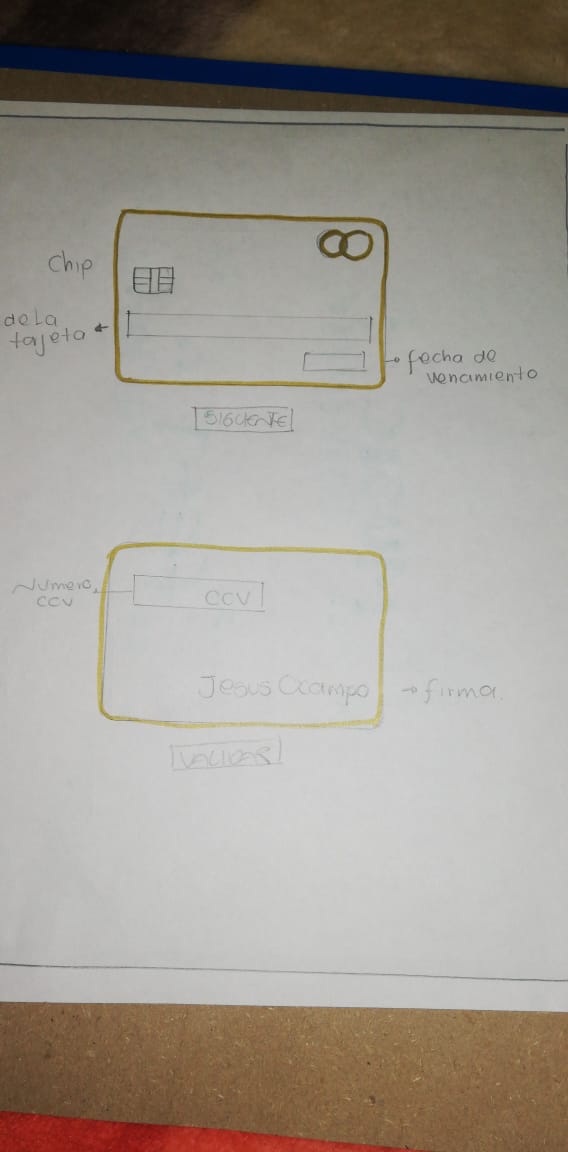 Chip
de La
tajeta
fecha de
venamiento
SIGUIENTE
Numero
CCV
CCV
Jesus Ocampo
firma.
VALIDAR